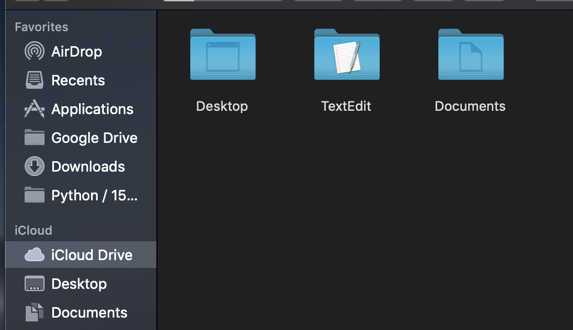 Favorites
AirDrop
Recents
Applications
Google Drive
Downloads
Python / 15...
iCloud
iCloud Drive
Desktop
Documents
Desktop
TextEdit
Documents